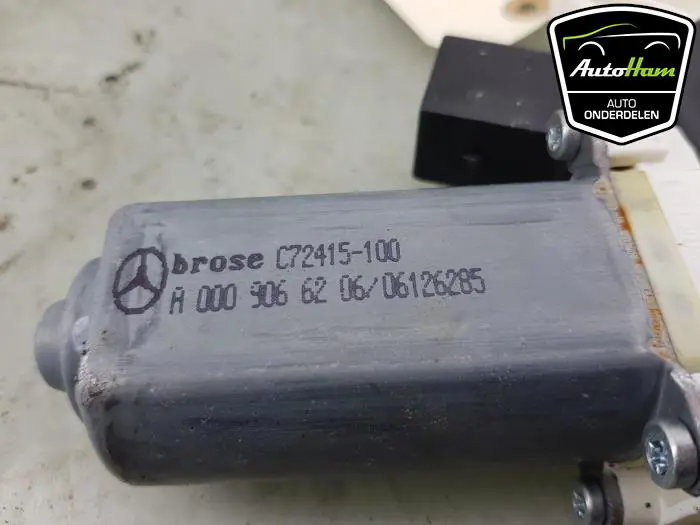 AutoHam
AUTO
ONDERDELEN
brose C72415-100
A 000 906 62 06/06126285